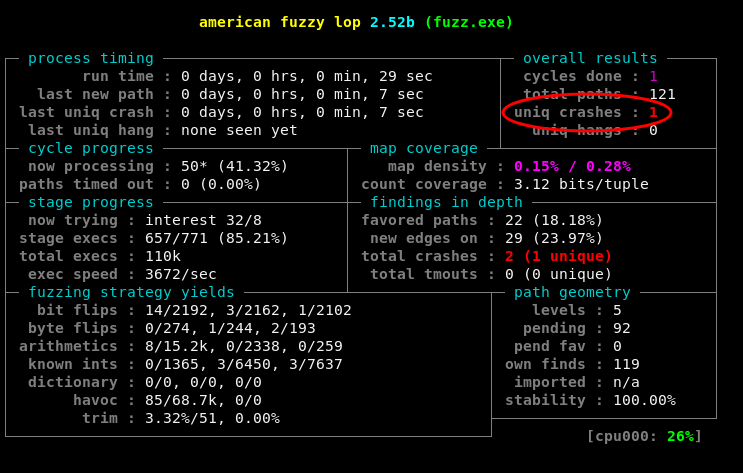 american fuzzy lop 2.52b (fuzz.exe)
process timing
overall results
run time : 0 days, 0 hrs, 0 min, 29 sec
cycles done : 1
last new path : 0 days, 0 hrs, 0 min, 7 sec
total paths : 121
last uniq crash : 0 days, 0 hrs, 0 min, 7 sec
uniq crashes : 1
last uniq hang : none seen yet
uniq hangs : 0
cycle progress
map coverage
now processing : 50* (41.32%)
map density : 0.15% / 0.28%
paths timed out : 0 (0.00%)
count coverage : 3.12 bits/tuple
stage progress
findings in depth
now trying : interest 32/8
favored paths : 22 (18.18%)
stage execs : 657/771 (85.21%)
new edges on : 29 (23.97%)
total execs : 110k
total crashes : 2 (1 unique)
exec speed : 3672/sec
total tmouts : 0 (0 unique)
fuzzing strategy yields
path geometry
bit flips : 14/2192, 3/2162, 1/2102
levels : 5
byte flips : 0/274, 1/244, 2/193
pending : 92
arithmetics : 8/15.2k, 0/2338, 0/259
pend fav : 0
known ints : 0/1365, 3/6450, 3/7637
own finds : 119
dictionary : 0/0, 0/0, 0/0
imported : n/a
havoc : 85/68.7k, 0/0
stability : 100.00%
trim : 3.32%/51, 0.00%
[cpu000: 26%]